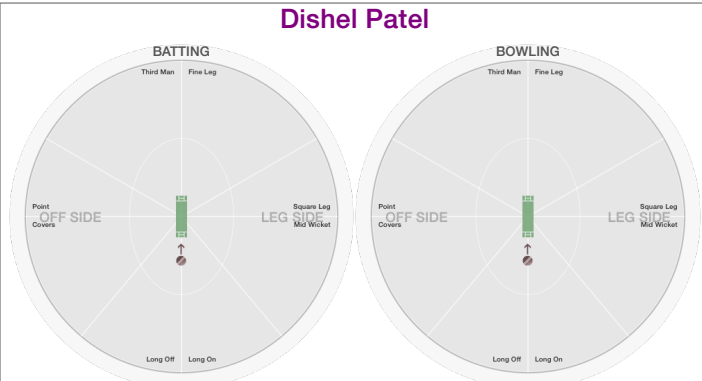 Dishel Patel
BATTING
Third Man Fine Leg
Point
OFF SIDE
Covers
Square Leg
LEG SIDE
Mid Wicket
Long Off Long On
BOWLING
Third Man Fine Leg
Point
OFF SIDE
Covers
Square Leg
LEG SIDE
Mid Wicket
Long Off Long On